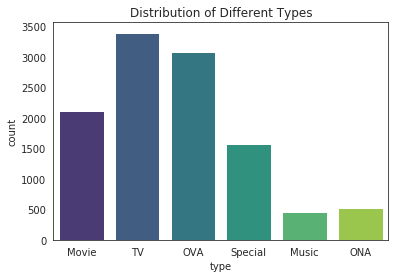 Distribution of Different Types
3500
3000
2500
2000
1500
1000
500
0
count
Movie TV OVA Special Music ONA
type